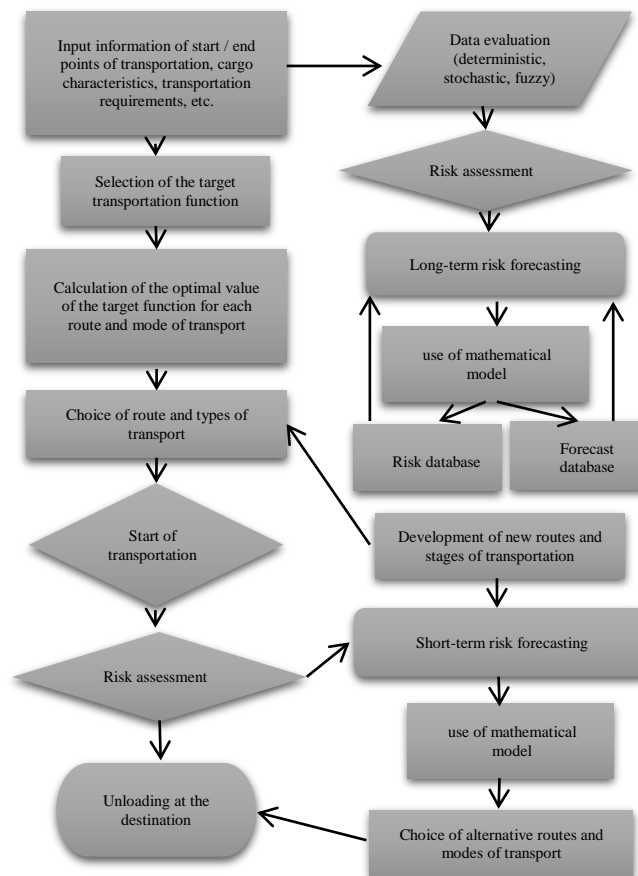 Input information of start / end
points of transportation, cargo
characteristics, transportation
requirements, etc.
Data evaluation
(deterministic,
stochastic, fuzzy)
Selection of the target
transportation function
Risk assessment
Calculation of the optimal value
of the target function for each
route and mode of transport
Long-term risk forecasting
use of mathematical
model
Choice of route and types of
transport
Risk database
Forecast
database
Start of
transportation
Development of new routes and
stages of transportation
Risk assessment
Short-term risk forecasting
use of mathematical
model
Unloading at the
destination
Choice of alternative routes and
modes of transport